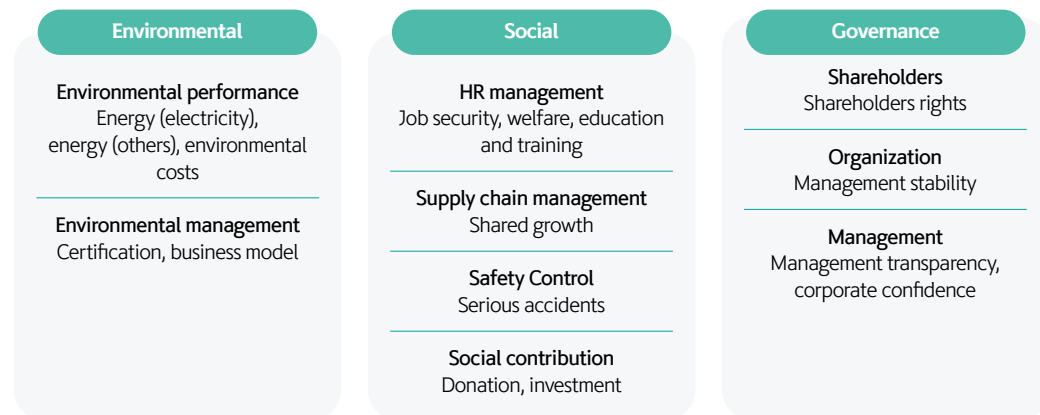 Environmental
Environmental performance
Energy (electricity),
energy (others), environmental
costs
Environmental management
Certification, business model
Social
HR management
Job security, welfare, education
and training
Supply chain management
Shared growth
Safety Control
Serious accidents
Social contribution
Donation, investment
Governance
Shareholders
Shareholders rights
Organization
Management stability
Management
Management transparency,
corporate confidence